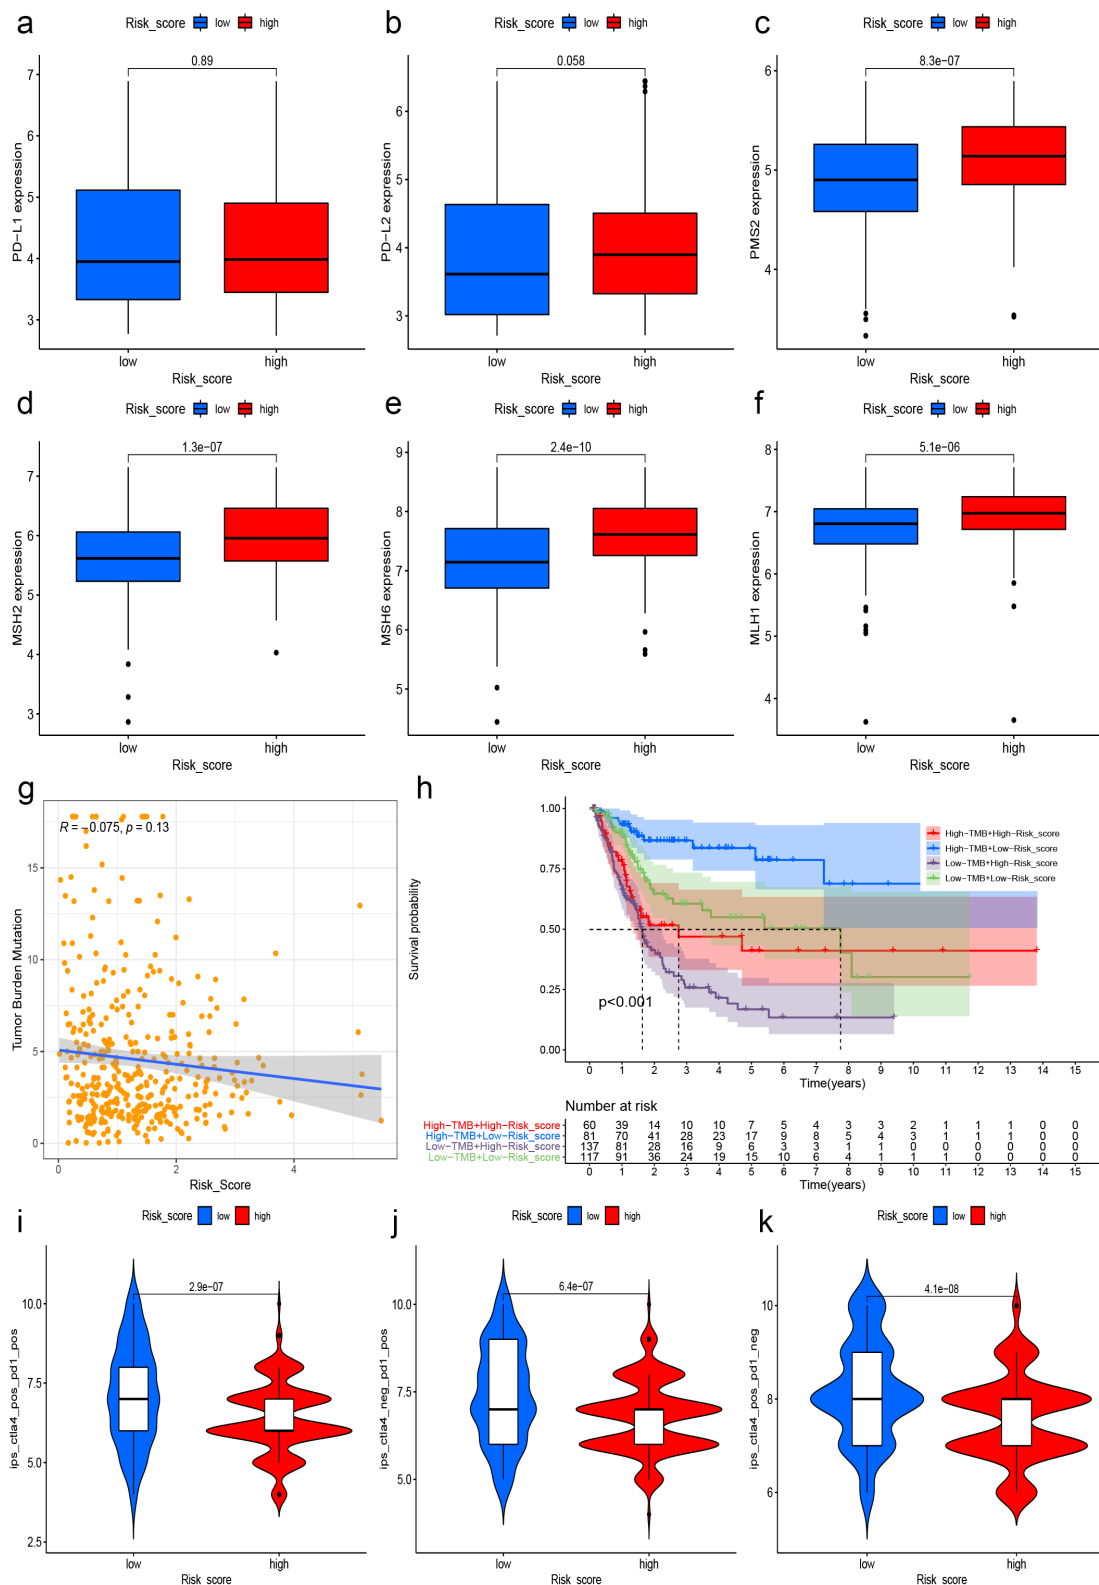 a
Risk_score low high
0.89
7
6
5
4
3
PD-L1 expression
low high
Risk_score
b
Risk_score low high
0.058
6
5
4
3
PD-L2 expression
low high
Risk_score
c
Risk_score low high
8.3e-07
6
5
4
PMS2 expression
low high
Risk_score
d
Risk_score low high
1.3e-07
7
6
5
4
3
MSH2 expression
low high
Risk_score
e
Risk_score low high
2.4e-10
9
8
7
6
5
MSH6 expression
low high
Risk_score
f
Risk_score low high
5.1e-06
8
7
6
5
4
MLH1 expression
low high
Risk_score
g
R = -0.075, p = 0.13
15
10
5
0
Tumor Burden Mutation
0 2 4
Risk_Score
h
1.00
0.75
0.50
0.25
0.00
Survival probability
High-TMB+High-Risk_score
High-TMB+Low-Risk_score
Low-TMB+High-Risk_score
Low-TMB+Low-Risk_score
p<0.001
0 1 2 3 4 5 6 7 8 9 10 11 12 13 14 15
Time(years)
Number at risk
High-TMB+High-Risk_score 60 39 14 10 10 7 5 4 3 3 2 1 1 1 0 0
High-TMB+Low-Risk_score 81 70 41 28 23 17 9 8 5 4 3 1 1 1 0 0
Low-TMB+High-Risk_score 137 81 28 16 9 6 3 3 1 1 0 0 0 0 0 0
Low-TMB+Low-Risk_score 117 91 36 24 19 15 10 6 4 1 1 1 0 0 0 0
0 1 2 3 4 5 6 7 8 9 10 11 12 13 14 15
Time(years)
i
Risk_score low high
2.9e-07
10.0
7.5
5.0
2.5
ips_ctla4_pos_pd1_pos
low high
Risk_score
j
Risk_score low high
6.4e-07
10.0
7.5
5.0
ips_ctla4_neg_pd1_pos
low high
Risk_score
k
Risk_score low high
4.1e-08
10
8
6
ips_ctla4_pos_pd1_neg
low high
Risk_score